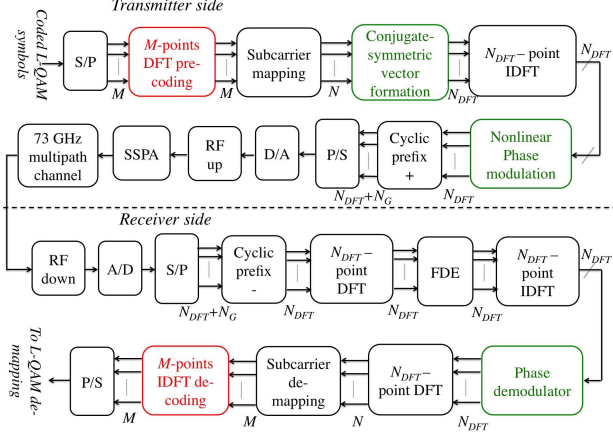 Transmitter side
Coded L-QAM
symbols
S/P
M
M-points
DFT pre-
coding
M
Subcarrier
mapping
N
Conjugate-
symmetric
vector
formation
N_DFT
N_DFT − point
IDFT
N_DFT
73 GHz
multipath
channel
SSPA
RF
up
D/A
P/S
N_DFT+N_G
Cyclic
prefix
+
N_DFT
Nonlinear
Phase
modulation
Receiver side
RF
down
A/D
S/P
N_DFT+N_G
Cyclic
prefix
-
N_DFT
N_DFT −
point
DFT
N_DFT
FDE
N_DFT
N_DFT −
point
IDFT
N_DFT
To L-QAM de-
mapping
P/S
M
M-points
IDFT de-
coding
M
Subcarrier
de-
mapping
N
N_DFT −
point DFT
N_DFT
Phase
demodulator